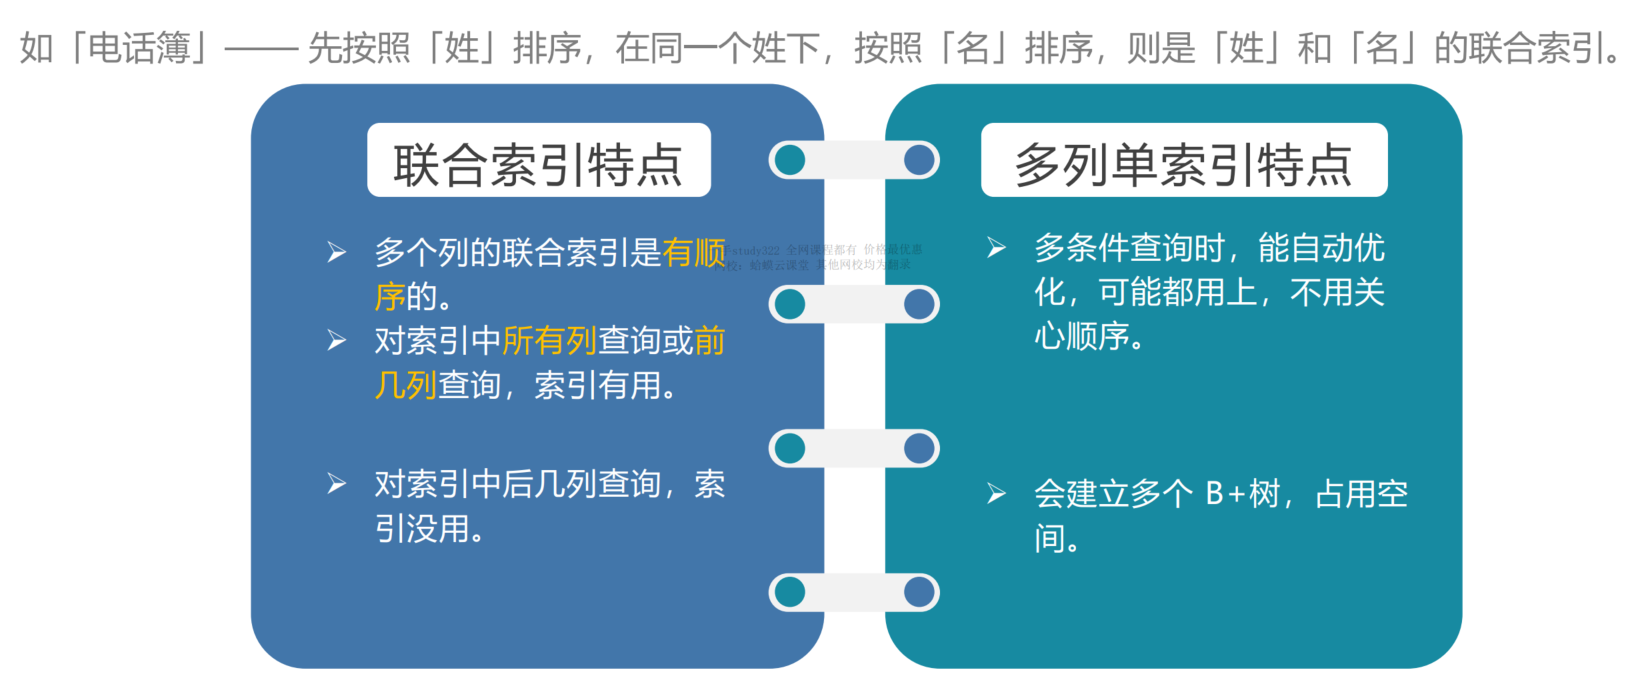 如「电话簿」—— 先按照「姓」排序，在同一个姓下，按照「名」排序，则是「姓」和「名」的联合索引。
联合索引特点
多个列的联合索引是有顺
序的。
对索引中所有列查询或前
几列查询，索引有用。
对索引中后几列查询，索
引没用。
study322 全网课程都有 价格最优惠
网校：蛤蟆云课堂 其他网校均为翻录
多列单索引特点
多条件查询时，能自动优
化，可能都用上，不用关
心顺序。
会建立多个 B+树，占用空
间。